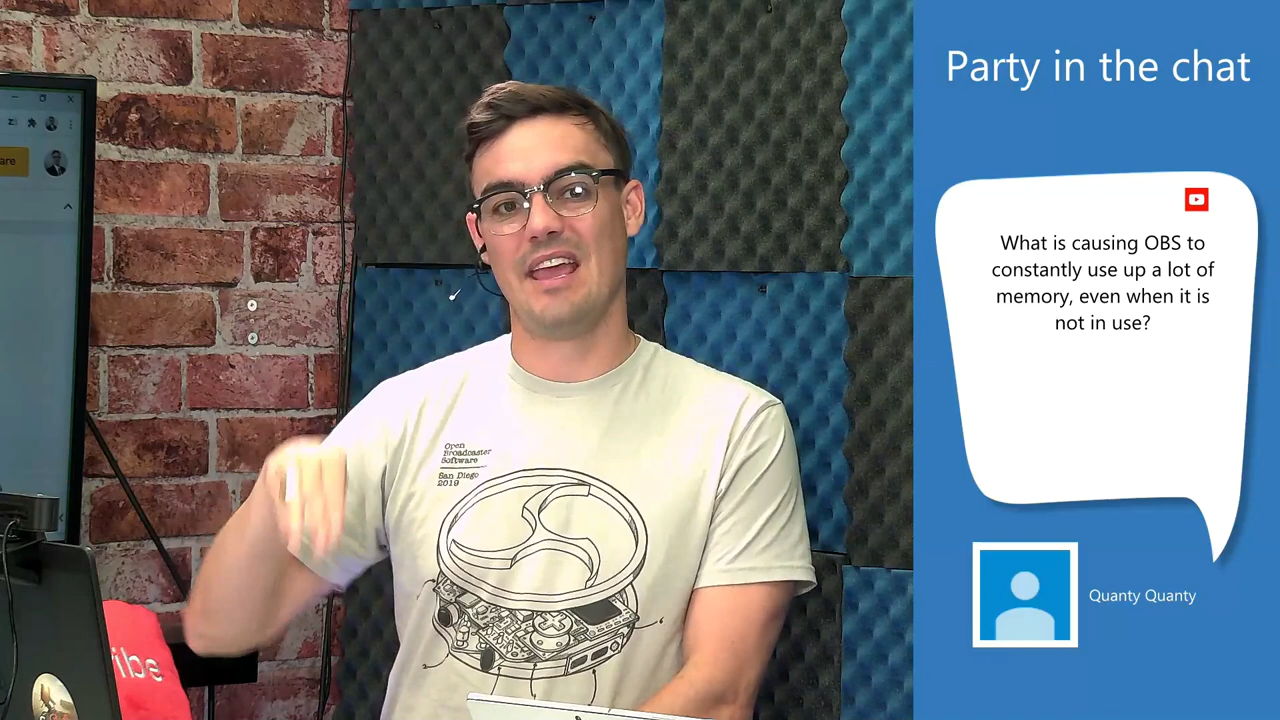 Party in the chat
What is causing OBS to
constantly use up a lot of
memory, even when it is
not in use?
Quanty Quanty
Open
Broadcaster
Software
San Diego
2019